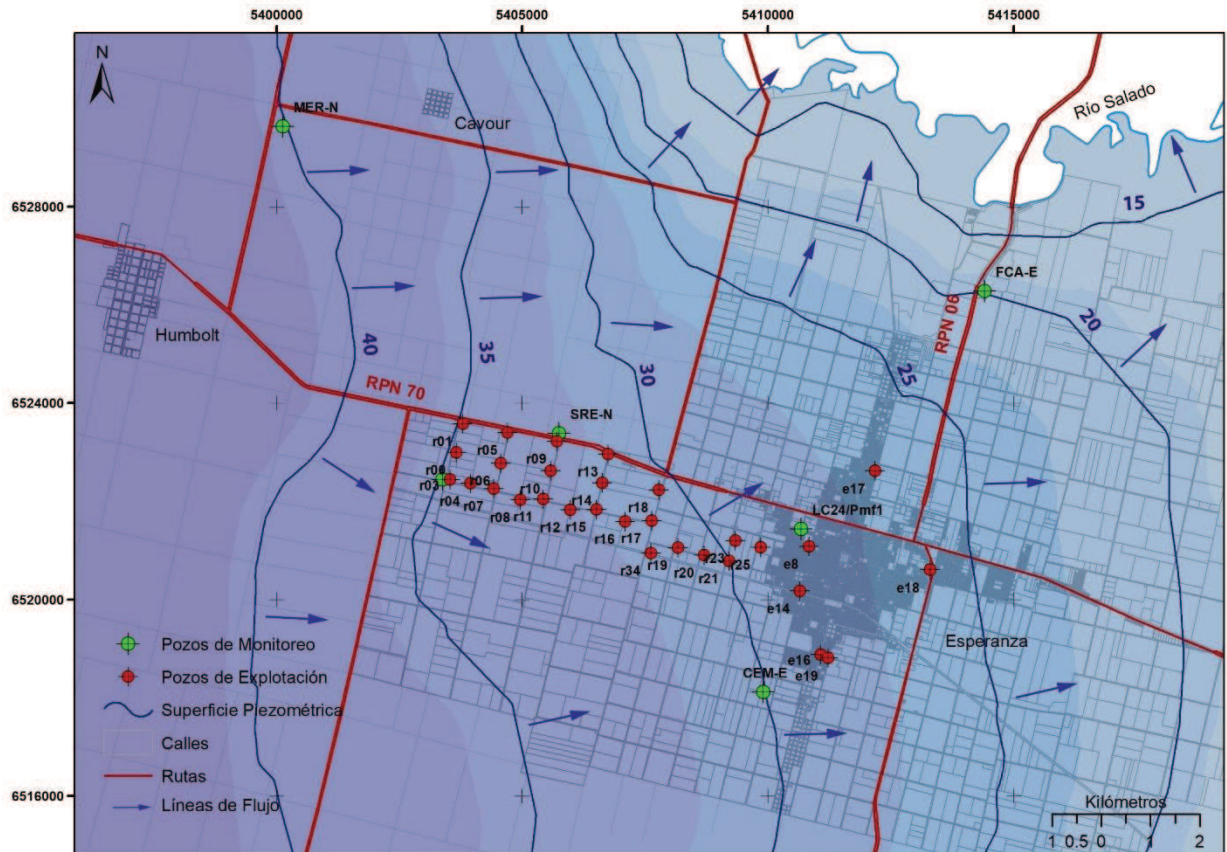 5400000
5405000
5410000
5415000
N
MER-N
Cavour
Río Salado
6528000
15
FCA-E
Humbolt
40
35
30
25
20
RPN 06
RPN 70
6524000
SRE-N
r01
r05
r09
r13
r00
r03
r06
r10
r14
r04
r07
r08
r11
r12
r15
r18
r16
r17
e17
LC24/Pmf1
r34
r19
r20
r23
r21
r25
e8
e18
e14
6520000
Esperanza
e16
e19
CEM-E
Pozos de Monitoreo
Pozos de Explotación
Superficie Piezométrica
Calles
Rutas
Líneas de Flujo
6516000
Kilómetros
1 0.5 0 1 2